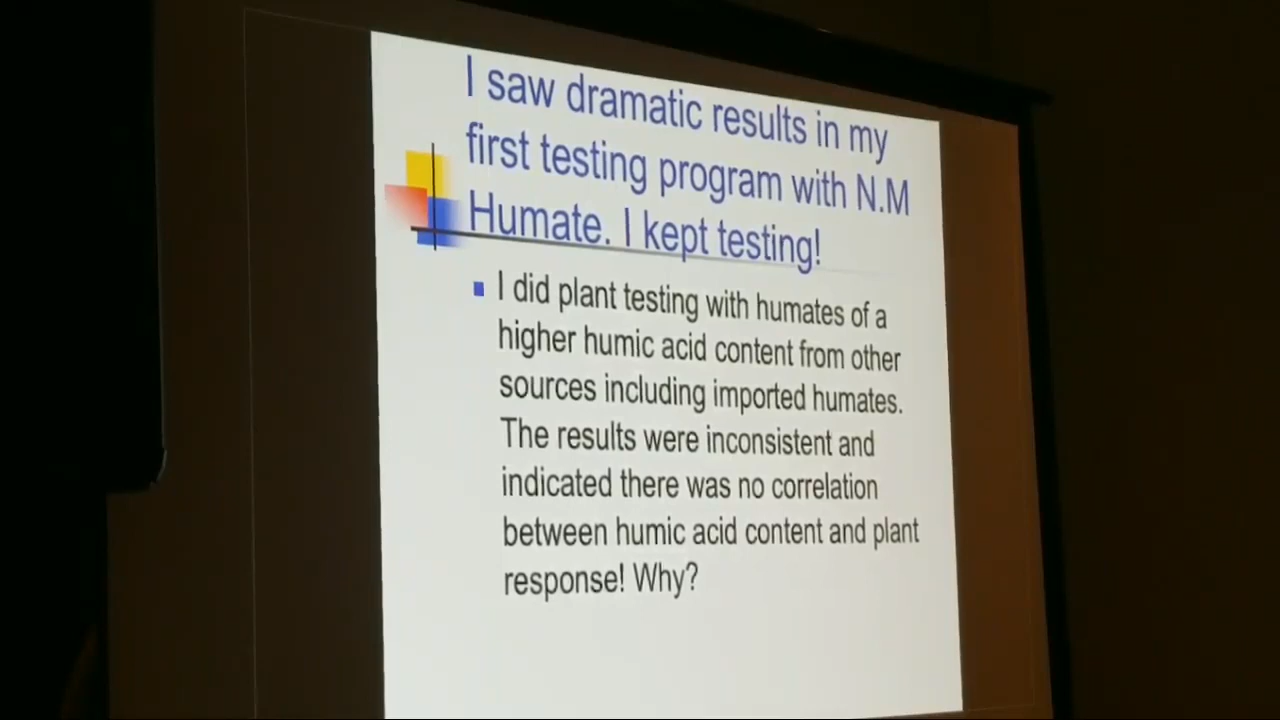 I saw dramatic results in my
first testing program with N.M
Humate. I kept testing!
I did plant testing with humates of a
higher humic acid content from other
sources including imported humates.
The results were inconsistent and
indicated there was no correlation
between humic acid content and plant
response! Why?